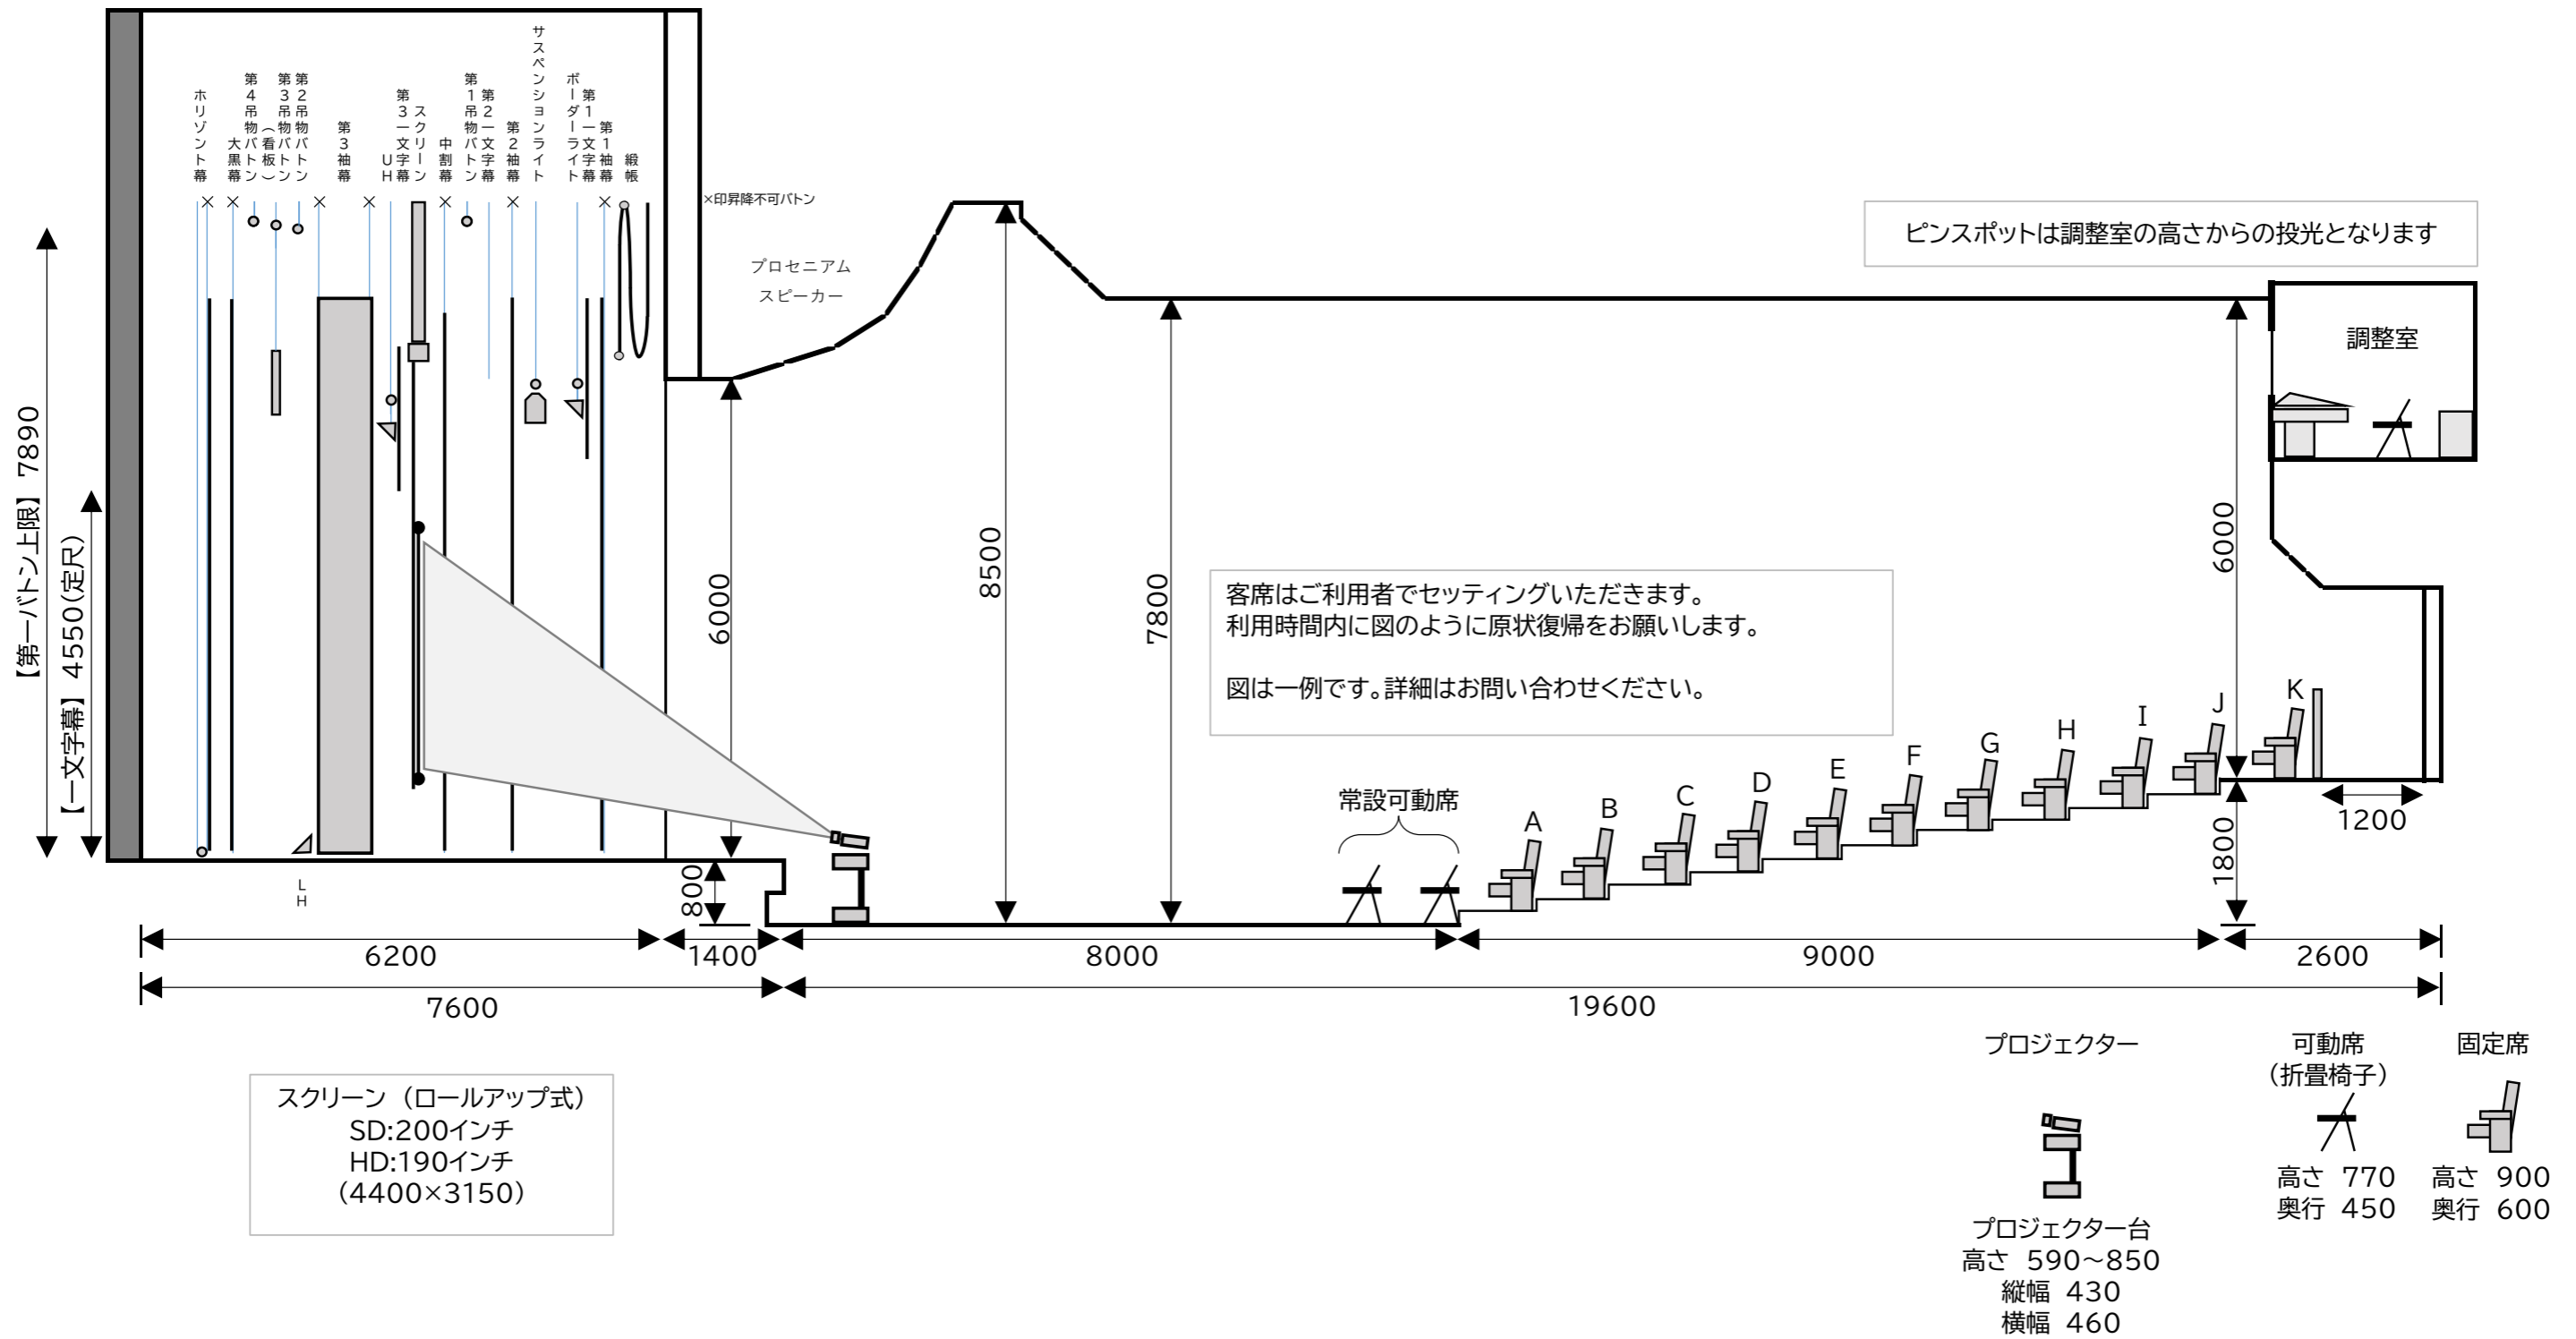 ホリゾント幕
大黒幕
第4吊物バトン
(看板)
第3吊物バトン
第2吊物バトン
第3袖幕
UH
第3一文字幕
スクリーン
中割幕
第1吊物バトン
第2一文字幕
第2袖幕
サスペンションライト
ボーダーライト
第1一文字幕
第1袖幕
緞帳
×印昇降不可バトン
プロセニアム
スピーカー
ピンスポットは調整室の高さからの投光となります
調整室
【第一バトン上限】 7890
【一文字幕】 4550(定尺)
6000
8500
7800
6000
客席はご利用者でセッティングいただきます。
利用時間内に図のように原状復帰をお願いします。
図は一例です。詳細はお問い合わせください。
常設可動席
A
B
C
D
E
F
G
H
I
J
K
1200
1800
800
LH
6200
1400
8000
9000
2600
7600
19600
スクリーン (ロールアップ式)
SD:200インチ
HD:190インチ
(4400×3150)
プロジェクター
プロジェクター台
高さ 590~850
縦幅 430
横幅 460
可動席
(折畳椅子)
高さ 770
奥行 450
固定席
高さ 900
奥行 600